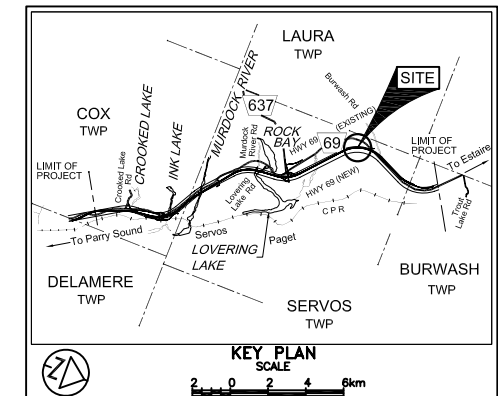 LAURA
TWP
SITE
Burwash Rd
637
MURDOCK RIVER
COX
TWP
CROOKED LAKE
INK LAKE
Murdock
River Rd
ROCK
BAY
HWY 69
69
(EXISTING)
LIMIT OF
PROJECT
To Estaire
LIMIT OF
PROJECT
Crooked Lake
Rd
Lovering
Lake Rd
HWY 69 (NEW)
Trout
Lake Rd
CPR
Servos
To Parry Sound
Paget
LOVERING
LAKE
BURWASH
TWP
DELAMERE
TWP
SERVOS
TWP
KEY PLAN
SCALE
N
2 0 2 4 6km